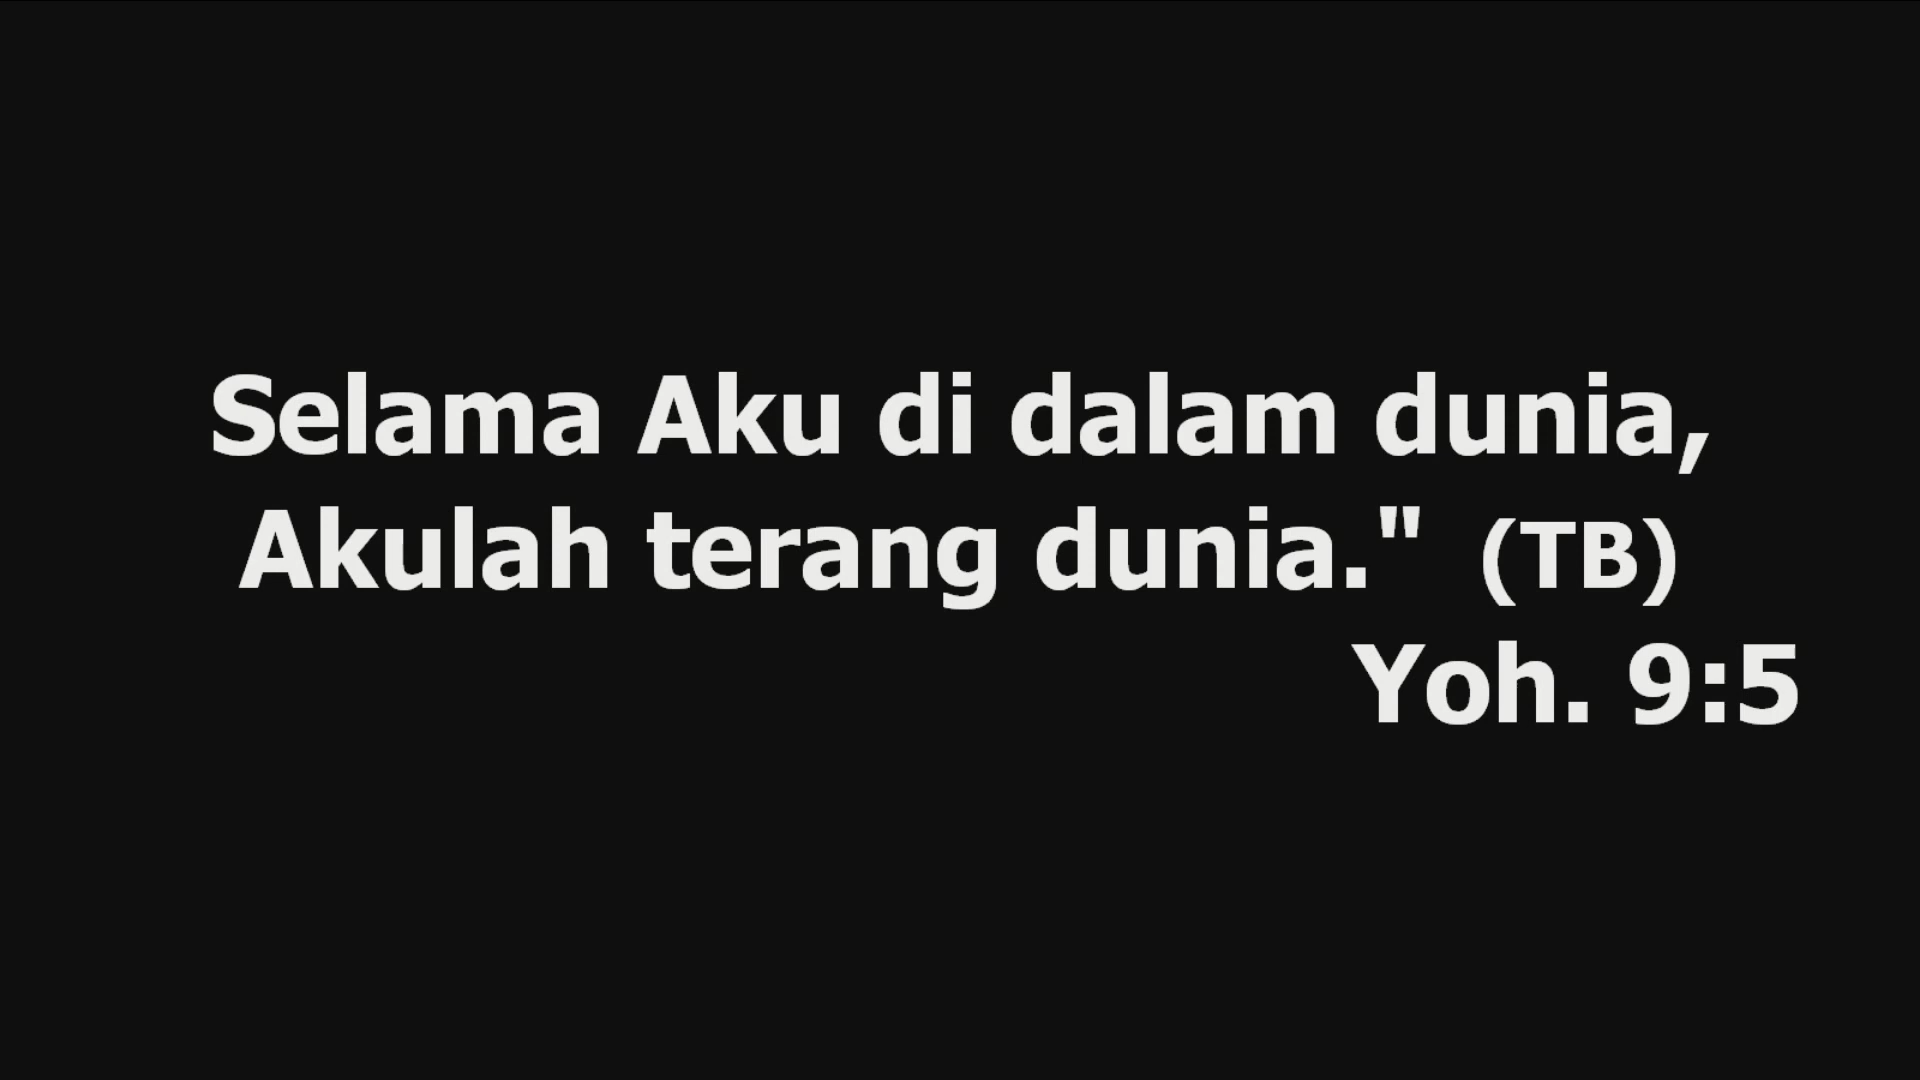 Selama Aku di dalam dunia,
Akulah terang dunia." (TB)
Yoh. 9:5